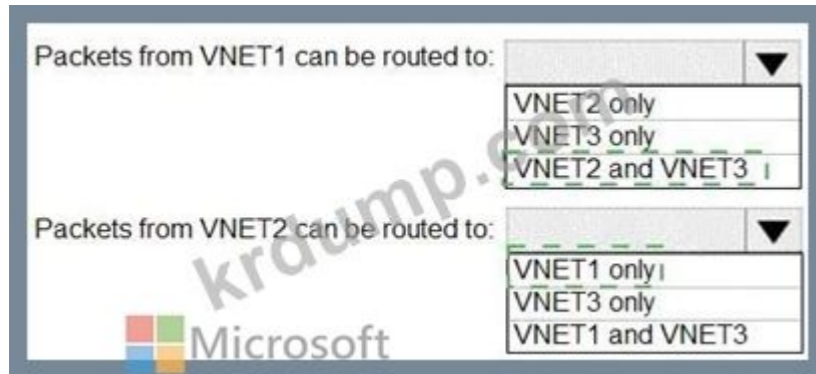 Packets from VNET1 can be routed to:
VNET2 only
VNET3 only
VNET2 and VNET3
Packets from VNET2 can be routed to:
VNET1 only
VNET3 only
VNET1 and VNET3
krdump.com
Microsoft